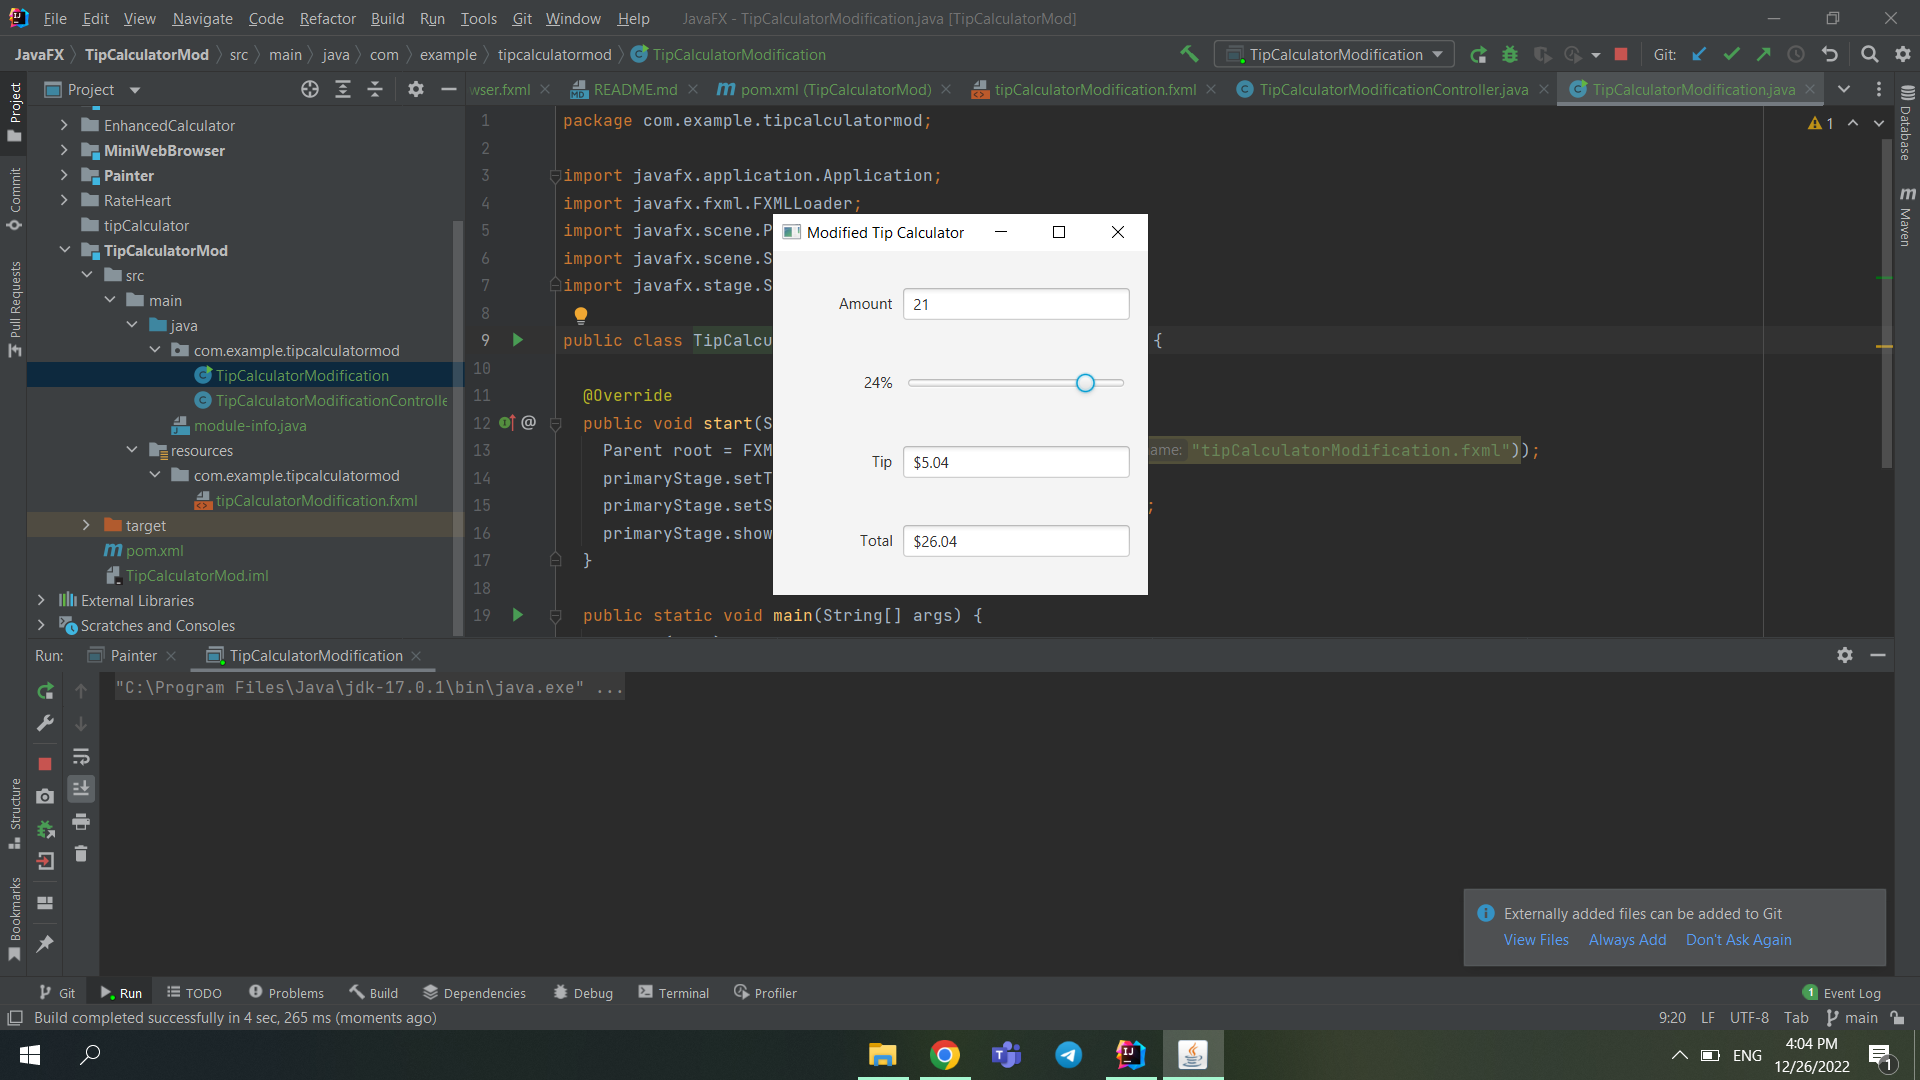 File Edit View Navigate Code Refactor Build Run Tools Git Window Help JavaFX - TipCalculatorModification.java [TipCalculatorMod]
JavaFX TipCalculatorMod src main java com example tipcalculatormod TipCalculatorModification TipCalculatorModification Git:
Project wser.fxml README.md pom.xml (TipCalculatorMod) tipCalculatorModification.fxml TipCalculatorModificationController.java TipCalculatorModification.java
Project
Commit
Pull Requests
Structure
Bookmarks
Database
Maven
EnhancedCalculator
MiniWebBrowser
Painter
RateHeart
tipCalculator
TipCalculatorMod
src
main
java
com.example.tipcalculatormod
TipCalculatorModification
TipCalculatorModificationControlle
module-info.java
resources
com.example.tipcalculatormod
tipCalculatorModification.fxml
target
pom.xml
TipCalculatorMod.iml
External Libraries
Scratches and Consoles
1 package com.example.tipcalculatormod;
1
2
3 import javafx.application.Application;
4 import javafx.fxml.FXMLLoader;
5 import javafx.scene.P
6 import javafx.scene.S
7 import javafx.stage.S
8
9 public class TipCalcu {
10
11 @Override
12 @ public void start(S
13 Parent root = FXM ame: "tipCalculatorModification.fxml"));
14 primaryStage.setT
15 primaryStage.setS ;
16 primaryStage.show
17 }
18
19 public static void main(String[] args) {
Modified Tip Calculator
Amount 21
24%
Tip $5.04
Total $26.04
Run: Painter TipCalculatorModification
"C:\Program Files\Java\jdk-17.0.1\bin\java.exe" ...
Externally added files can be added to Git
View Files Always Add Don't Ask Again
Git Run TODO Problems Build Dependencies Debug Terminal Profiler 1 Event Log
Build completed successfully in 4 sec, 265 ms (moments ago) 9:20 LF UTF-8 Tab main
ENG 4:04 PM
12/26/2022 1